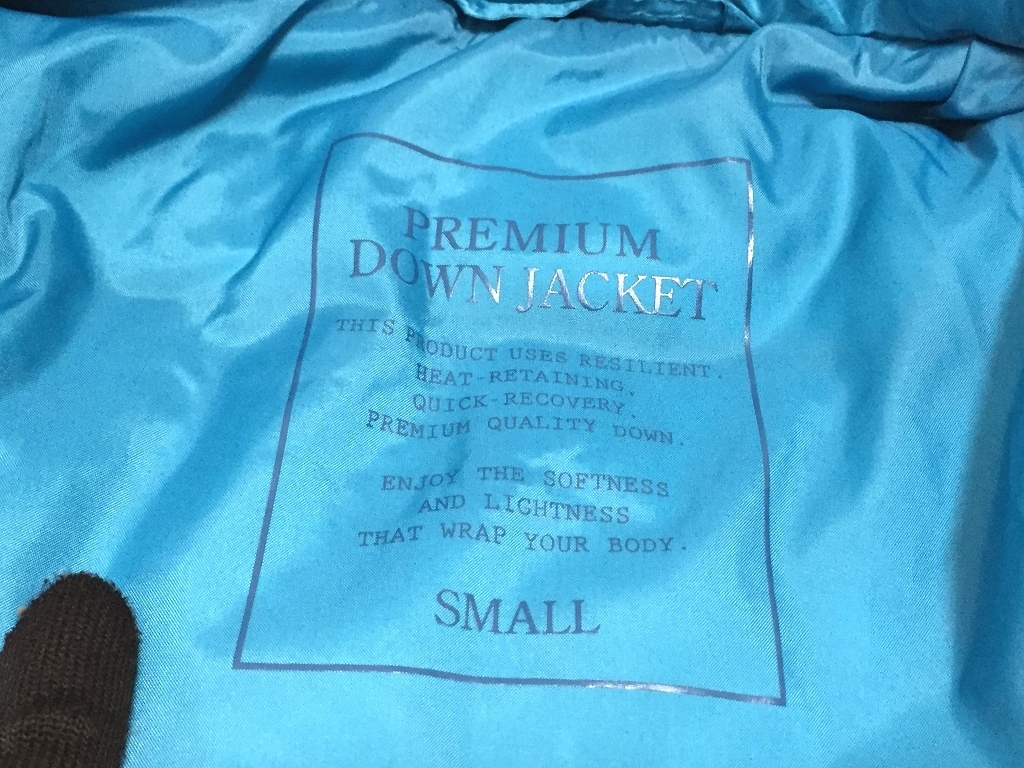 PREMIUM
DOWN JACKET
THIS PRODUCT USES RESILIENT.
HEAT-RETAINING,
QUICK-RECOVERY.
PREMIUM QUALITY DOWN.
ENJOY THE SOFTNESS
AND LIGHTNESS
THAT WRAP YOUR BODY.
SMALL